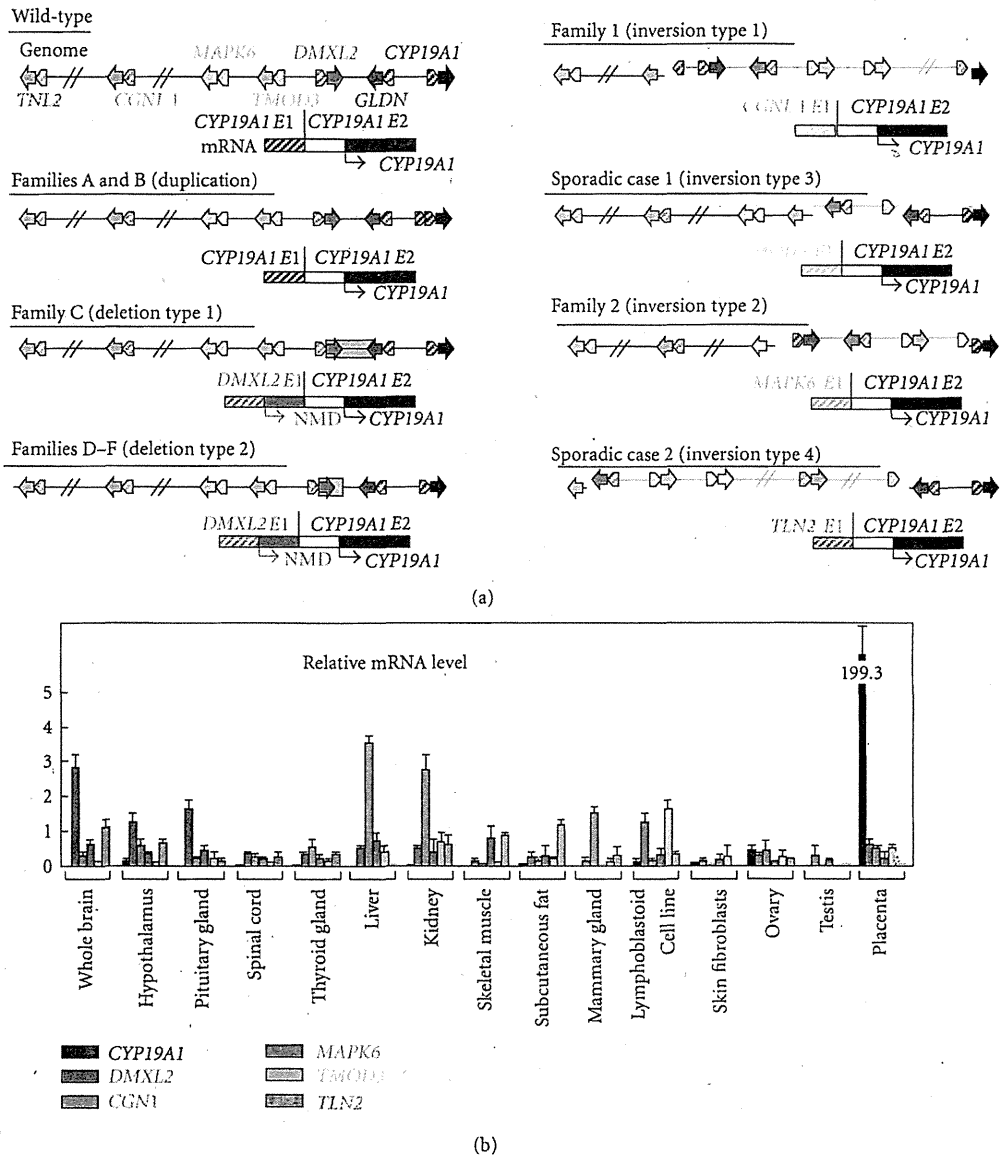 Wild-type
Genome
MAPK6
DMXL2
CYP19A1
TNL2
CGNL1
TMOD3
GLDN
CYP19A1 E1
CYP19A1 E2
mRNA
CYP19A1
Families A and B (duplication)
CYP19A1 E1
CYP19A1 E2
CYP19A1
Family C (deletion type 1)
DMXL2 E1
CYP19A1 E2
NMD
CYP19A1
Families D–F (deletion type 2)
DMXL2 E1
CYP19A1 E2
NMD
CYP19A1
Family 1 (inversion type 1)
CGNL1 E1
CYP19A1 E2
CYP19A1
Sporadic case 1 (inversion type 3)
CYP19A1 E2
CYP19A1
Family 2 (inversion type 2)
MAPK6 E1
CYP19A1 E2
CYP19A1
Sporadic case 2 (inversion type 4)
TLN2 E1
CYP19A1 E2
CYP19A1
(a)
Relative mRNA level
199.3
5
4
3
2
1
0
Whole brain
Hypothalamus
Pituitary gland
Spinal cord
Thyroid gland
Liver
Kidney
Skeletal muscle
Subcutaneous fat
Mammary gland
Lymphoblastoid
Cell line
Skin fibroblasts
Ovary
Testis
Placenta
CYP19A1
DMXL2
CGN1
MAPK6
TMOD3
TLN2
(b)